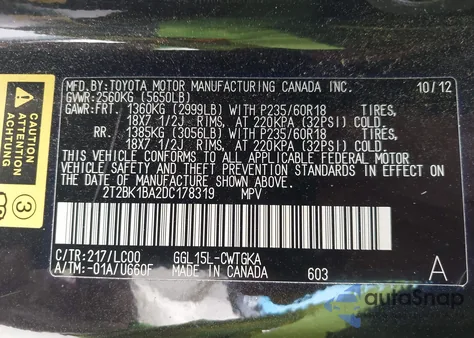 MFD. BY: TOYOTA MOTOR MANUFACTURING CANADA INC. 10/12
GVWR: 2560KG (5650LB)
GAWR: FRT. 1360KG (2999LB) WITH P235/60R18 TIRES,
18X7 1/2J RIMS, AT 220KPA (32PSI) COLD.
RR. 1385KG (3056LB) WITH P235/60R18 TIRES,
18X7 1/2J RIMS, AT 220KPA (32PSI) COLD.
THIS VEHICLE CONFORMS TO ALL APPLICABLE FEDERAL MOTOR
VEHICLE SAFETY AND THEFT PREVENTION STANDARDS IN EFFECT
ON THE DATE OF MANUFACTURE SHOWN ABOVE.
2T2BK1BA2DC178319 MPV
C/TR: 217/LC00 GGL15L-CWTGKA
A/TM: -01A/U660F 603 A
CAUTION
ATTENTION
ACHTUNG
3
autoSnap